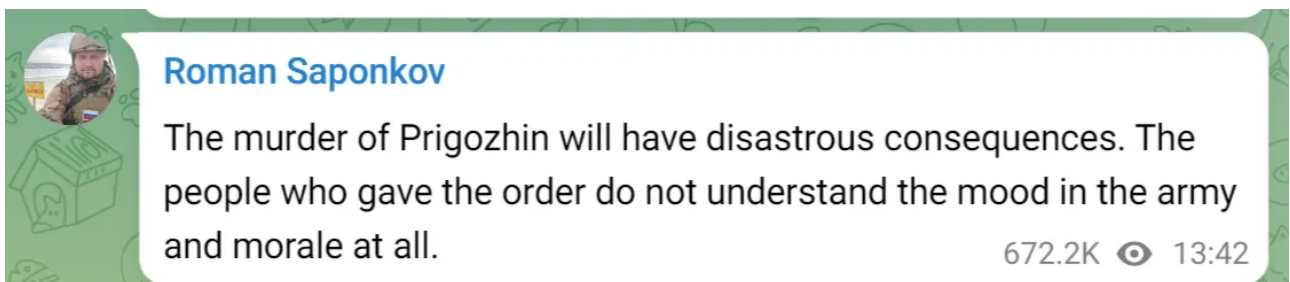 Roman Saponkov
The murder of Prigozhin will have disastrous consequences. The
people who gave the order do not understand the mood in the army
and morale at all.
672.2K 13:42